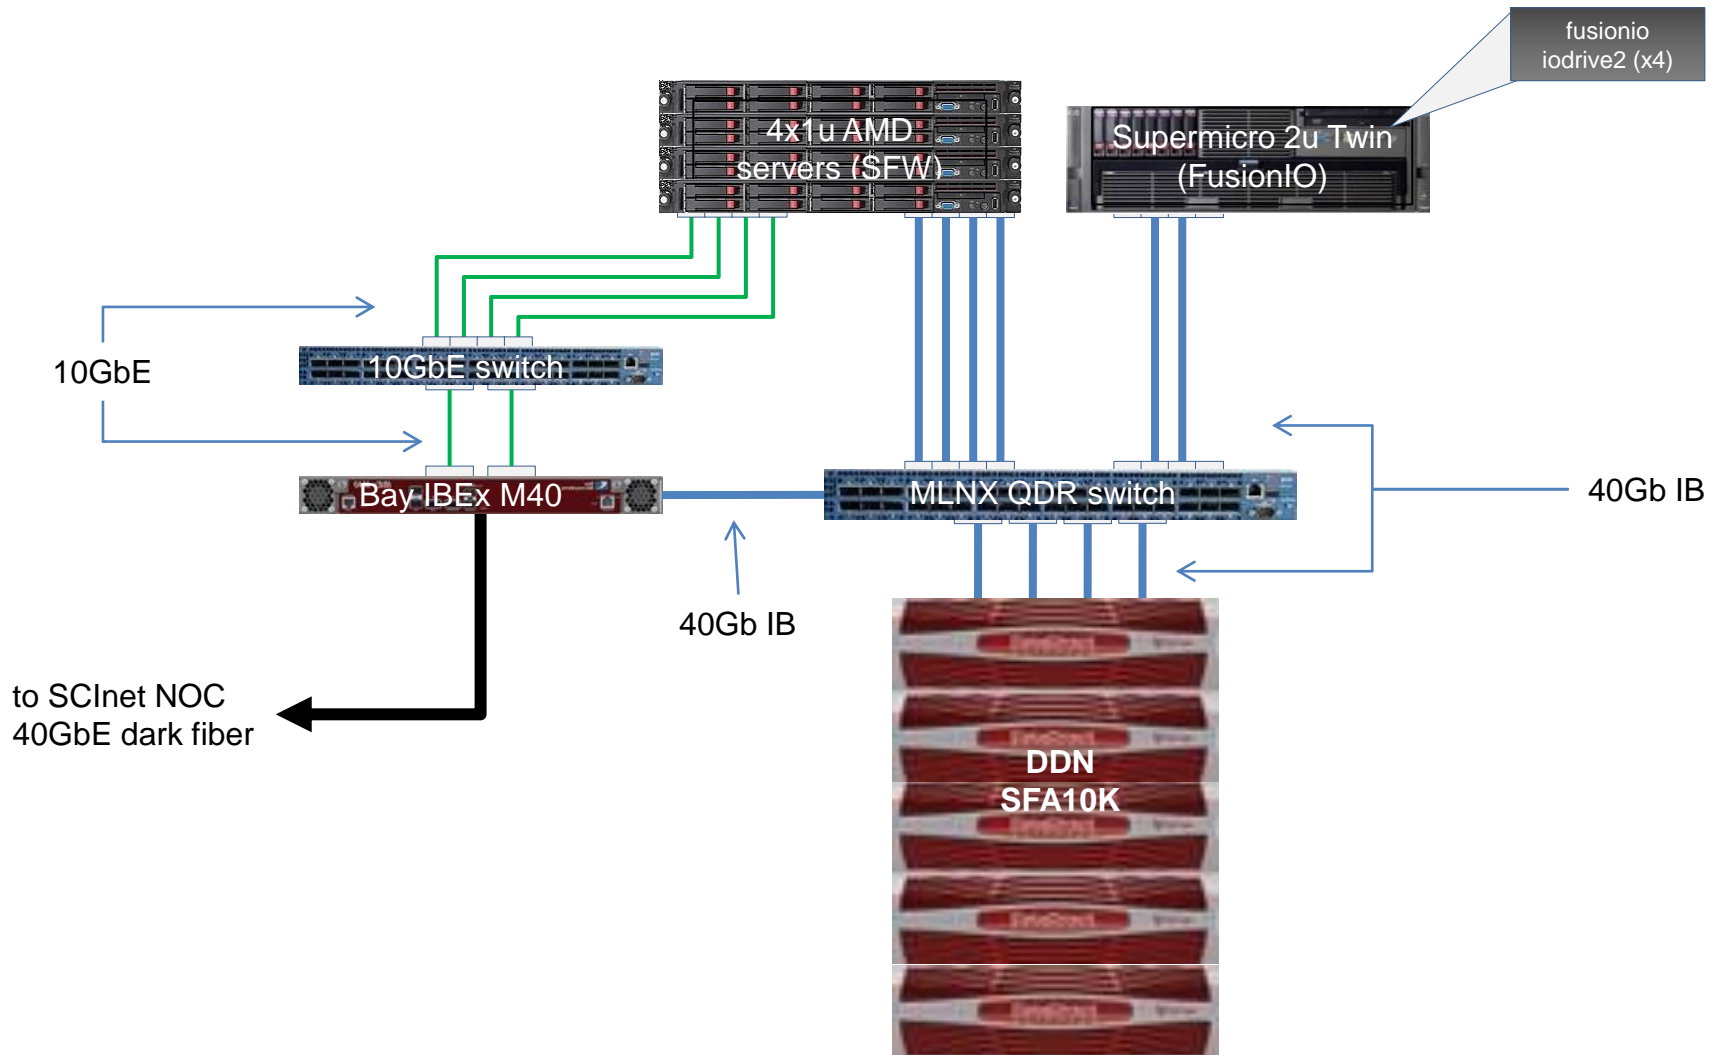 fusionio
iodrive2 (x4)
4x1u AMD
servers (SFW)
Supermicro 2u Twin
(FusionIO)
10GbE
10GbE switch
Bay IBEx M40
MLNX QDR switch
40Gb IB
40Gb IB
to SCInet NOC
40GbE dark fiber
DDN
SFA10K